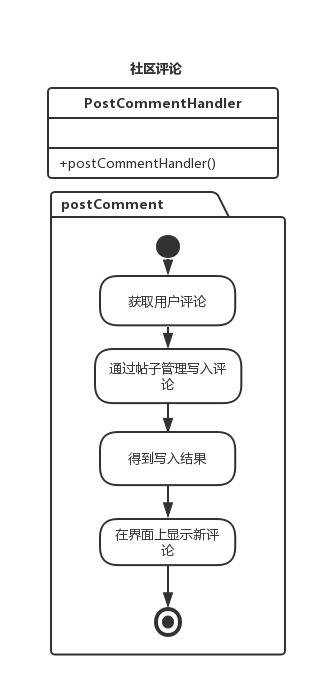 社区评论
PostCommentHandler
+postCommentHandler()
postComment
获取用户评论
通过帖子管理写入评
论
得到写入结果
在界面上显示新评
论